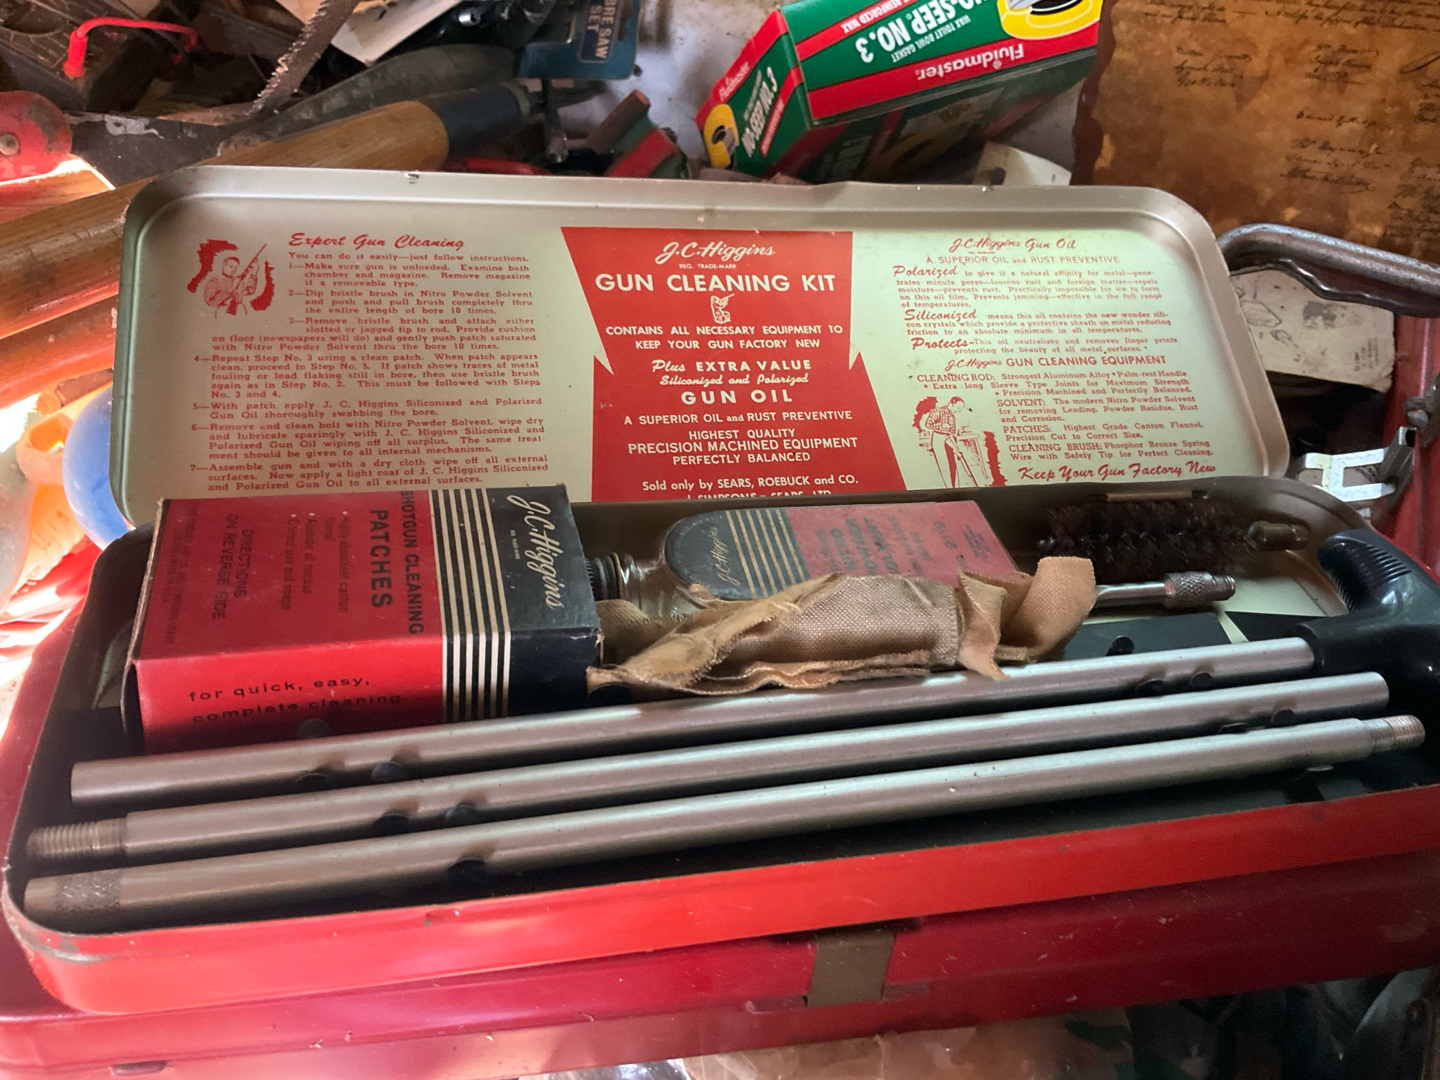 Fluidmaster.
NO-SEEP NO. 3
WAX TOILET BOWL GASKET
Fluidmaster
NO-SEEP NO. 3
SAW
SET
Expert Gun Cleaning
You can do it easily—just follow instructions.
1—Make sure gun is unloaded. Examine both
chamber and magazine. Remove magazine
if a removable type.
2—Dip bristle brush in Nitro Powder Solvent
and push and pull brush completely thru
the entire length of bore 10 times.
3—Remove bristle brush and attach either
slotted or jagged tip to rod. Provide cushion
on floor (newspapers will do) and gently push patch saturated
with Nitro Powder Solvent thru the bore 10 times.
4—Repeat Step No. 3 using a clean patch. When patch appears
clean, proceed to Step No. 5. If patch shows traces of metal
fouling or lead flaking still in bore, then use bristle brush
again as in Step No. 2. This must be followed with Steps
No. 3 and 4.
5—With patch apply J. C. Higgins Siliconized and Polarized
Gun Oil thoroughly swabbing the bore.
6—Remove and clean bolt with Nitro Powder Solvent, wipe dry
and lubricate sparingly with J. C. Higgins Siliconized and
Polarized Gun Oil wiping off all surplus. The same treat-
ment should be given to all internal mechanisms.
7—Assemble gun and with a dry cloth wipe off all external
surfaces. Now apply a light coat of J. C. Higgins Siliconized
and Polarized Gun Oil to all external surfaces.
J.C. Higgins
REG. TRADE-MARK
GUN CLEANING KIT
CONTAINS ALL NECESSARY EQUIPMENT TO
KEEP YOUR GUN FACTORY NEW
Plus EXTRA VALUE
Siliconized and Polarized
GUN OIL
A SUPERIOR OIL and RUST PREVENTIVE
HIGHEST QUALITY
PRECISION MACHINED EQUIPMENT
PERFECTLY BALANCED
Sold only by SEARS, ROEBUCK and CO.
SIMPSONS - SEARS, LTD.
J.C. Higgins Gun Oil
A SUPERIOR OIL and RUST PREVENTIVE
Polarized to give it a natural affinity for metal—pene-
trates minute pores—loosens rust and foreign matter—repels
moisture—prevents rust. Practically impossible for ice to form
on this oil film. Prevents jamming—effective in the full range
of temperatures.
Siliconized means this oil contains the new wonder sili-
con crystals which provide a protective sheath on metal reducing
friction to an absolute minimum in all temperatures.
Protects—This oil neutralizes and removes finger prints
protecting the beauty of all metal surfaces.
J.C. Higgins GUN CLEANING EQUIPMENT
CLEANING ROD: Strongest Aluminum Alloy • Palm-rest Handle
• Extra long Sleeve Type Joints for Maximum Strength
• Precision Machined and Perfectly Balanced.
SOLVENT: The modern Nitro Powder Solvent
for removing Leading, Powder Residue, Rust
and Corrosion.
PATCHES: Highest Grade Canton Flannel,
Precision Cut to Correct Size.
CLEANING BRUSH: Phosphor Bronze Spring
Wire with Safety Tip for Perfect Cleaning.
Keep Your Gun Factory New
J.C. Higgins
SHOTGUN CLEANING
PATCHES
DIRECTIONS
ON REVERSE SIDE
for quick, easy,
complete cleaning
J.C. Higgins